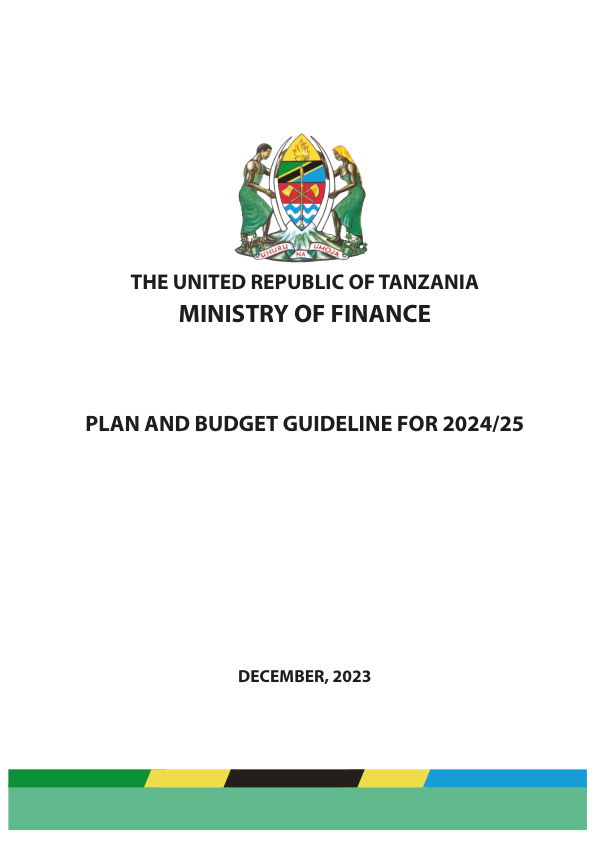 UHURU NA UMOJA
THE UNITED REPUBLIC OF TANZANIA
MINISTRY OF FINANCE
PLAN AND BUDGET GUIDELINE FOR 2024/25
DECEMBER, 2023